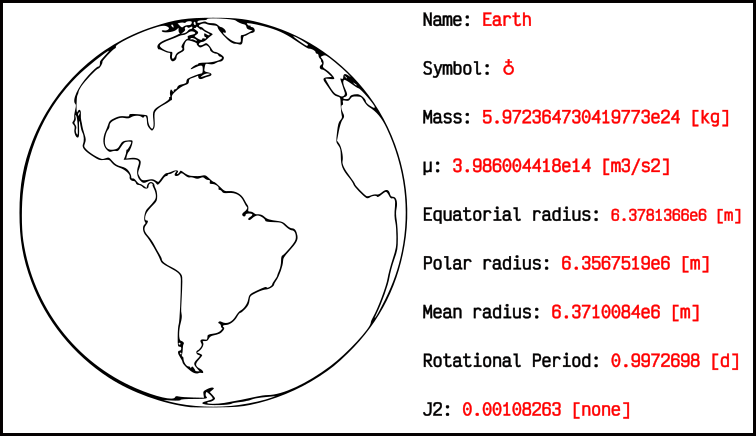 Name: Earth
Symbol: ♁
Mass: 5.972364730419773e24 [kg]
μ: 3.986004418e14 [m3/s2]
Equatorial radius: 6.3781366e6 [m]
Polar radius: 6.3567519e6 [m]
Mean radius: 6.3710084e6 [m]
Rotational Period: 0.9972698 [d]
J2: 0.00108263 [none]